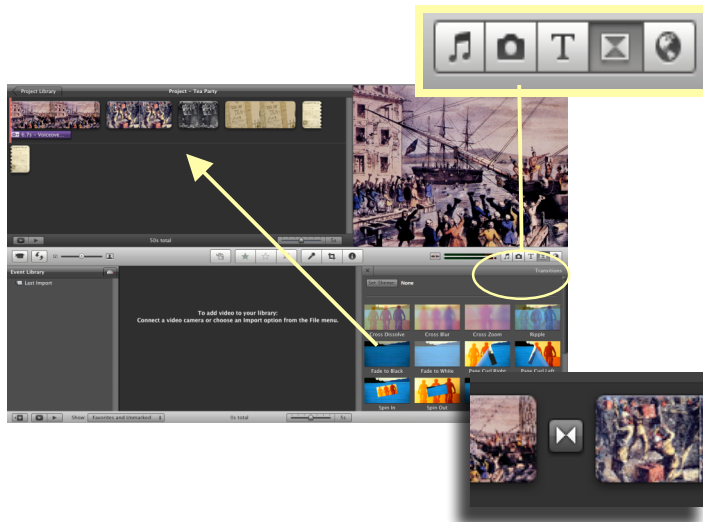 T
Project Library
Project - Tea Party
6.7s - Voiceove...
50s total
5s
T
Event Library
Last Import
To add video to your library:
Connect a video camera or choose an Import option from the File menu.
Transitions
Set Theme: None
Cross Dissolve
Cross Blur
Cross Zoom
Ripple
Fade to Black
Fade to White
Page Curl Right
Page Curl Left
Spin In
Spin Out
Show
Favorites and Unmarked
0s total
5s